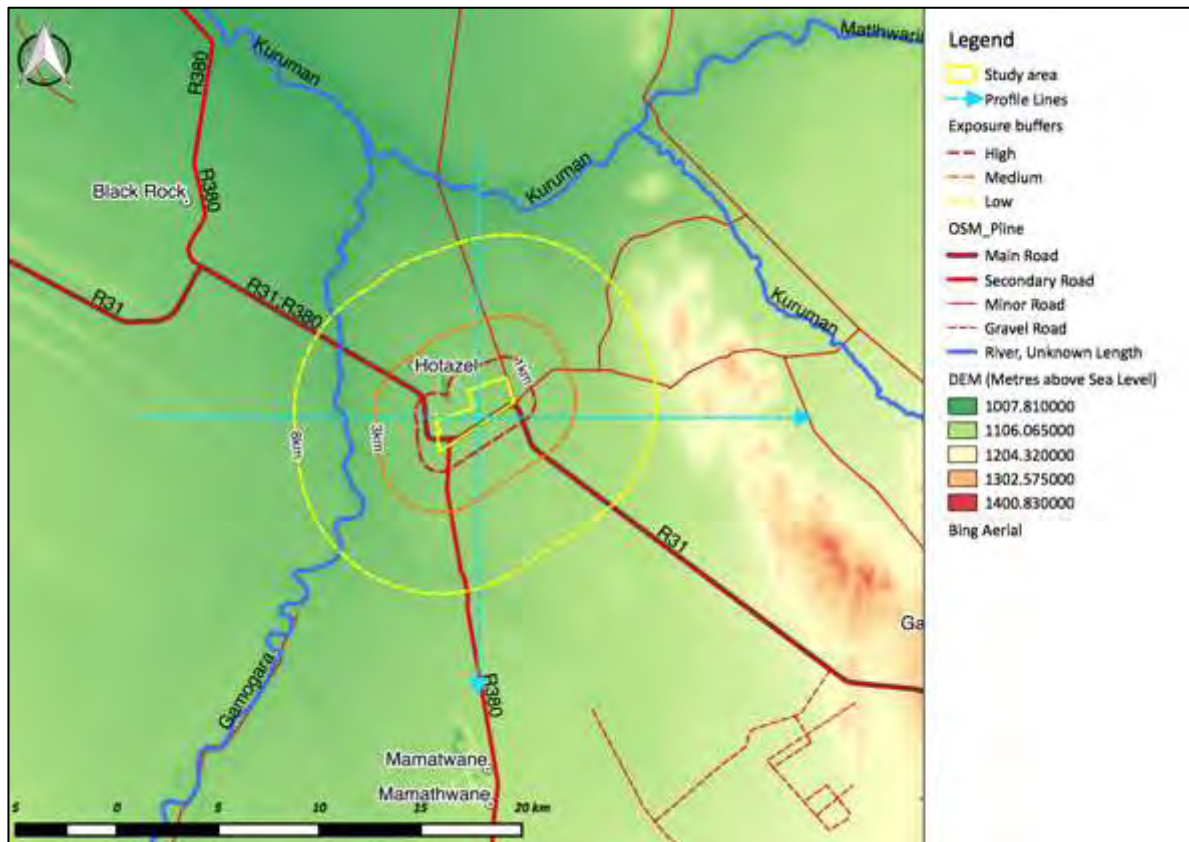 Kuruman
Matlhwarin
R380
Kuruman
R380
Black Rock
R31
R31;R380
Hotazel
1km
3km
6km
Kuruman
R31
Ga
Gamogara
R380
Mamatwane
Mamathwane
5 0 5 10 15 20 km
Legend
Study area
Profile Lines
Exposure buffers
High
Medium
Low
OSM_Pline
Main Road
Secondary Road
Minor Road
Gravel Road
River, Unknown Length
DEM (Metres above Sea Level)
1007.810000
1106.065000
1204.320000
1302.575000
1400.830000
Bing Aerial